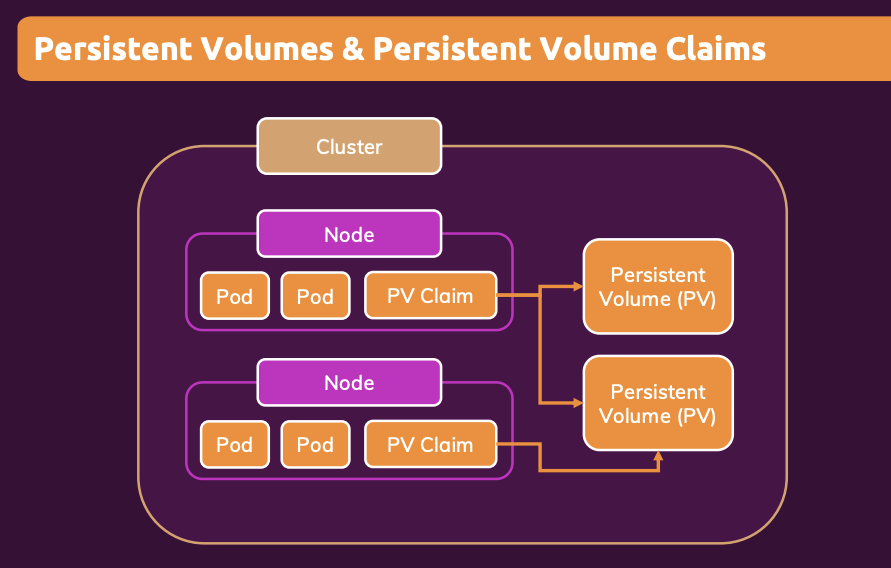 Persistent Volumes & Persistent Volume Claims
Cluster
Node
Pod
Pod
PV Claim
Persistent
Volume (PV)
Node
Pod
Pod
PV Claim
Persistent
Volume (PV)